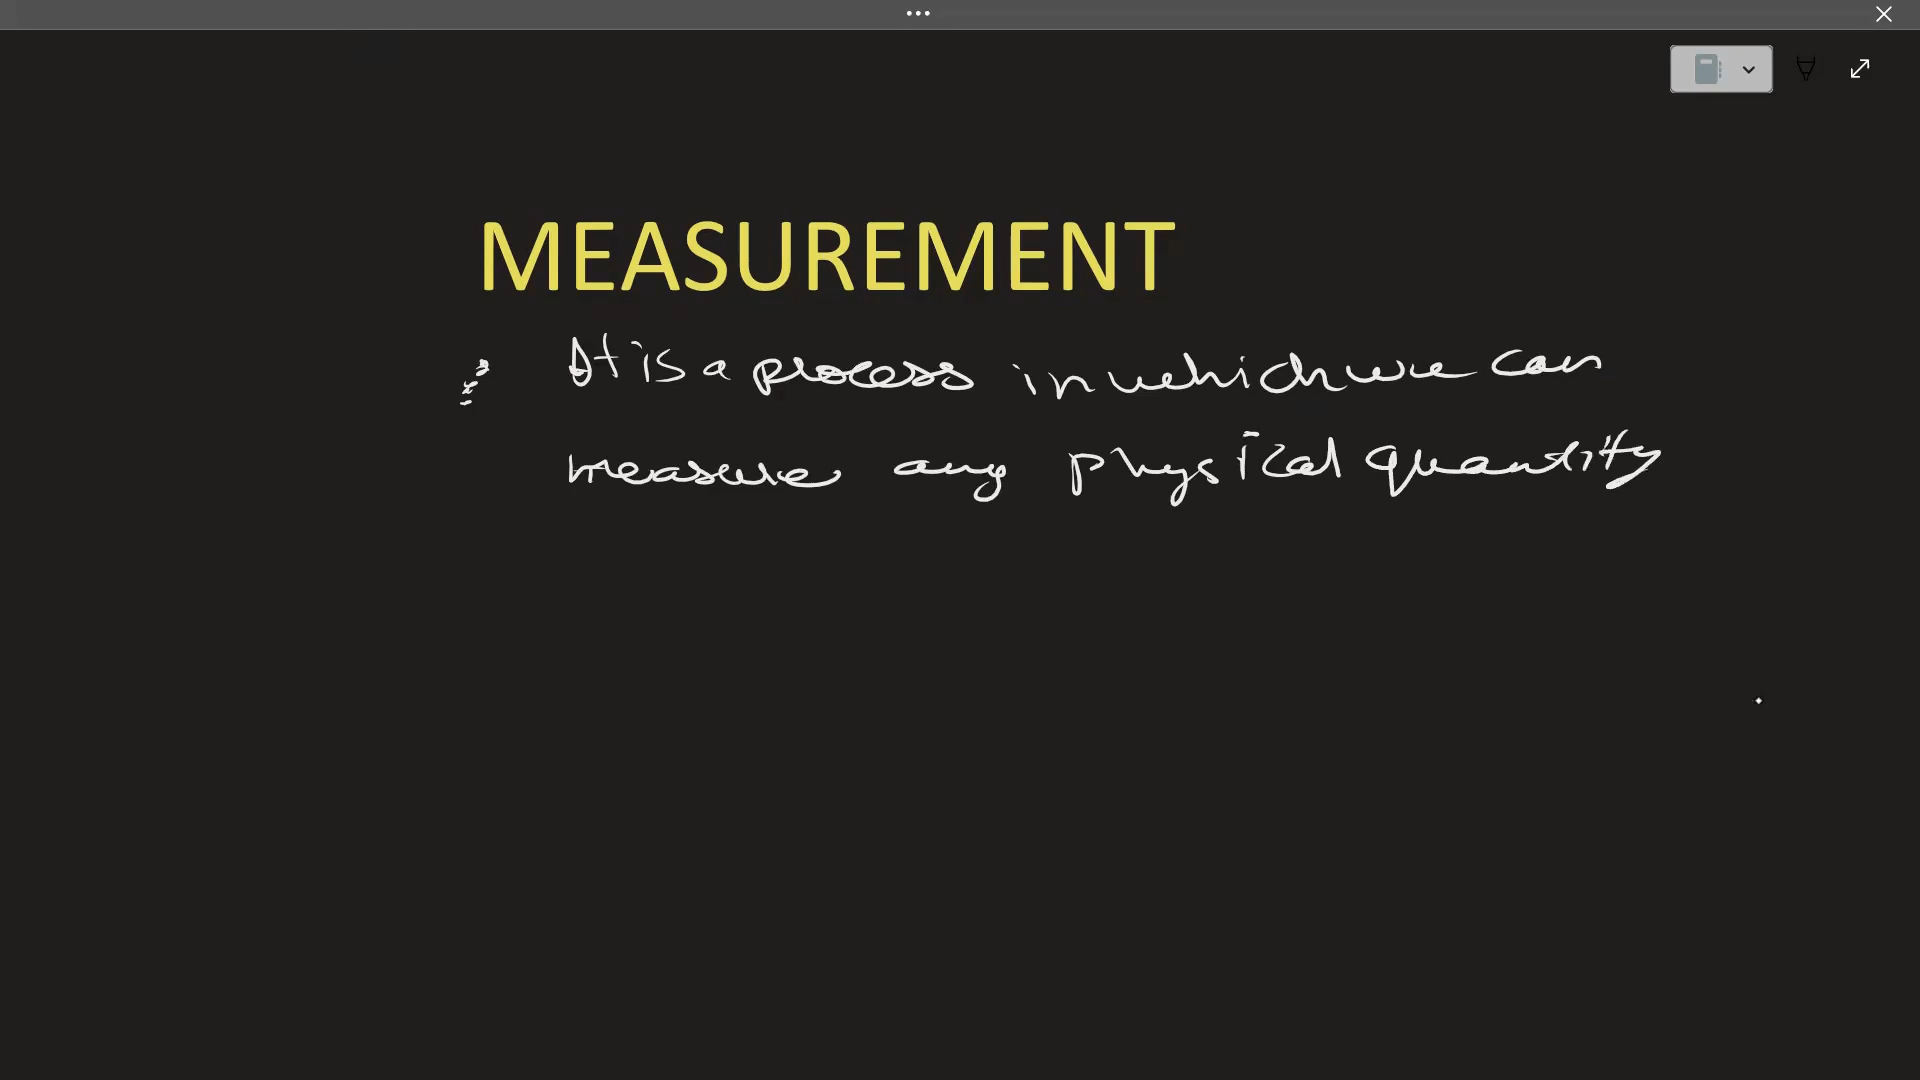 MEASUREMENT
It is a process in which we can
measure any physical quantity